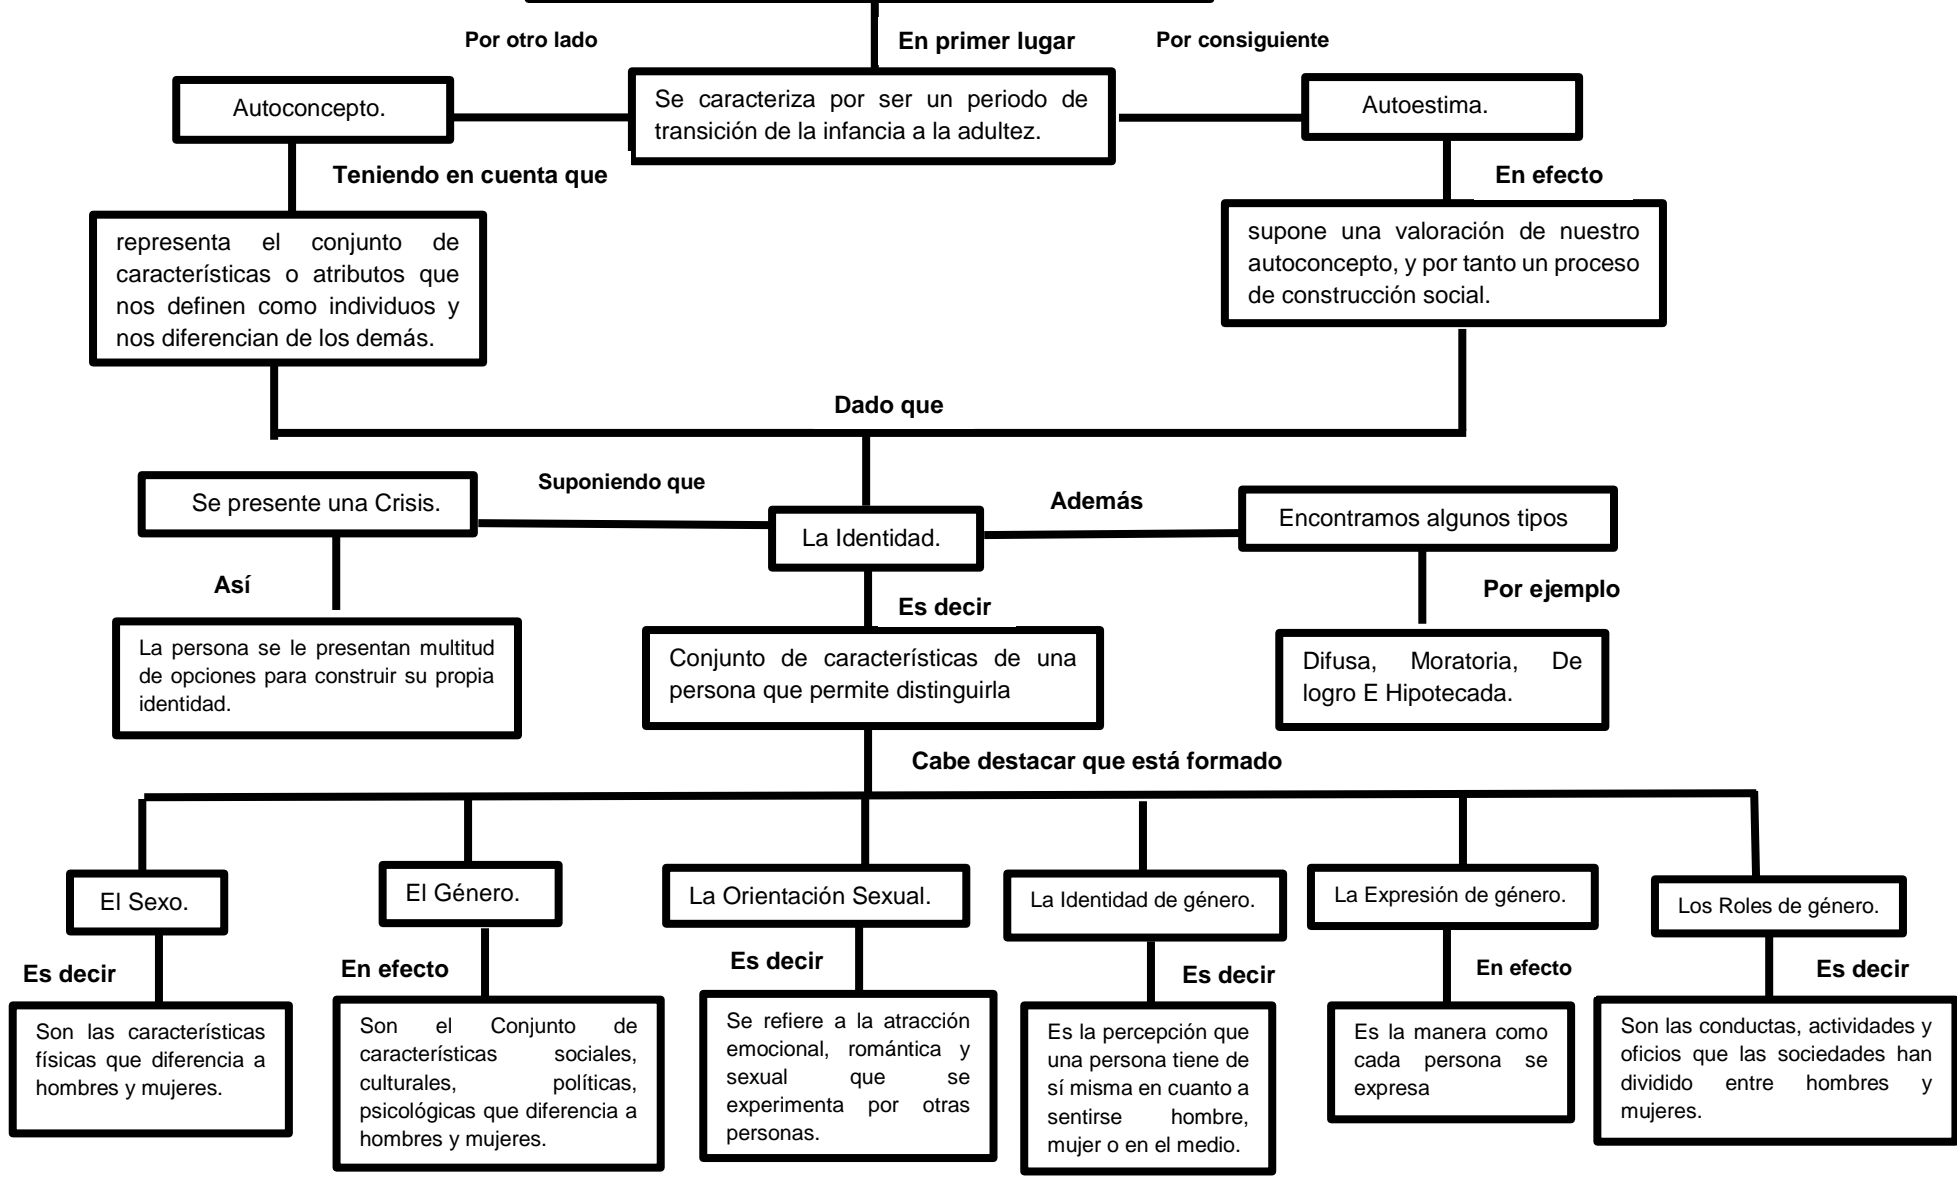 Por otro lado
En primer lugar
Por consiguiente
Autoconcepto.
Se caracteriza por ser un periodo de
transición de la infancia a la adultez.
Autoestima.
Teniendo en cuenta que
En efecto
representa el conjunto de
características o atributos que
nos definen como individuos y
nos diferencian de los demás.
supone una valoración de nuestro
autoconcepto, y por tanto un proceso
de construcción social.
Dado que
Se presente una Crisis.
Suponiendo que
La Identidad.
Además
Encontramos algunos tipos
Así
Es decir
Por ejemplo
La persona se le presentan multitud
de opciones para construir su propia
identidad.
Conjunto de características de una
persona que permite distinguirla
Difusa, Moratoria, De
logro E Hipotecada.
Cabe destacar que está formado
El Sexo.
El Género.
La Orientación Sexual.
La Identidad de género.
La Expresión de género.
Los Roles de género.
Es decir
En efecto
Es decir
Es decir
En efecto
Es decir
Son las características
físicas que diferencia a
hombres y mujeres.
Son el Conjunto de
características sociales,
culturales, políticas,
psicológicas que diferencia a
hombres y mujeres.
Se refiere a la atracción
emocional, romántica y
sexual que se
experimenta por otras
personas.
Es la percepción que
una persona tiene de
sí misma en cuanto a
sentirse hombre,
mujer o en el medio.
Es la manera como
cada persona se
expresa
Son las conductas, actividades y
oficios que las sociedades han
dividido entre hombres y
mujeres.